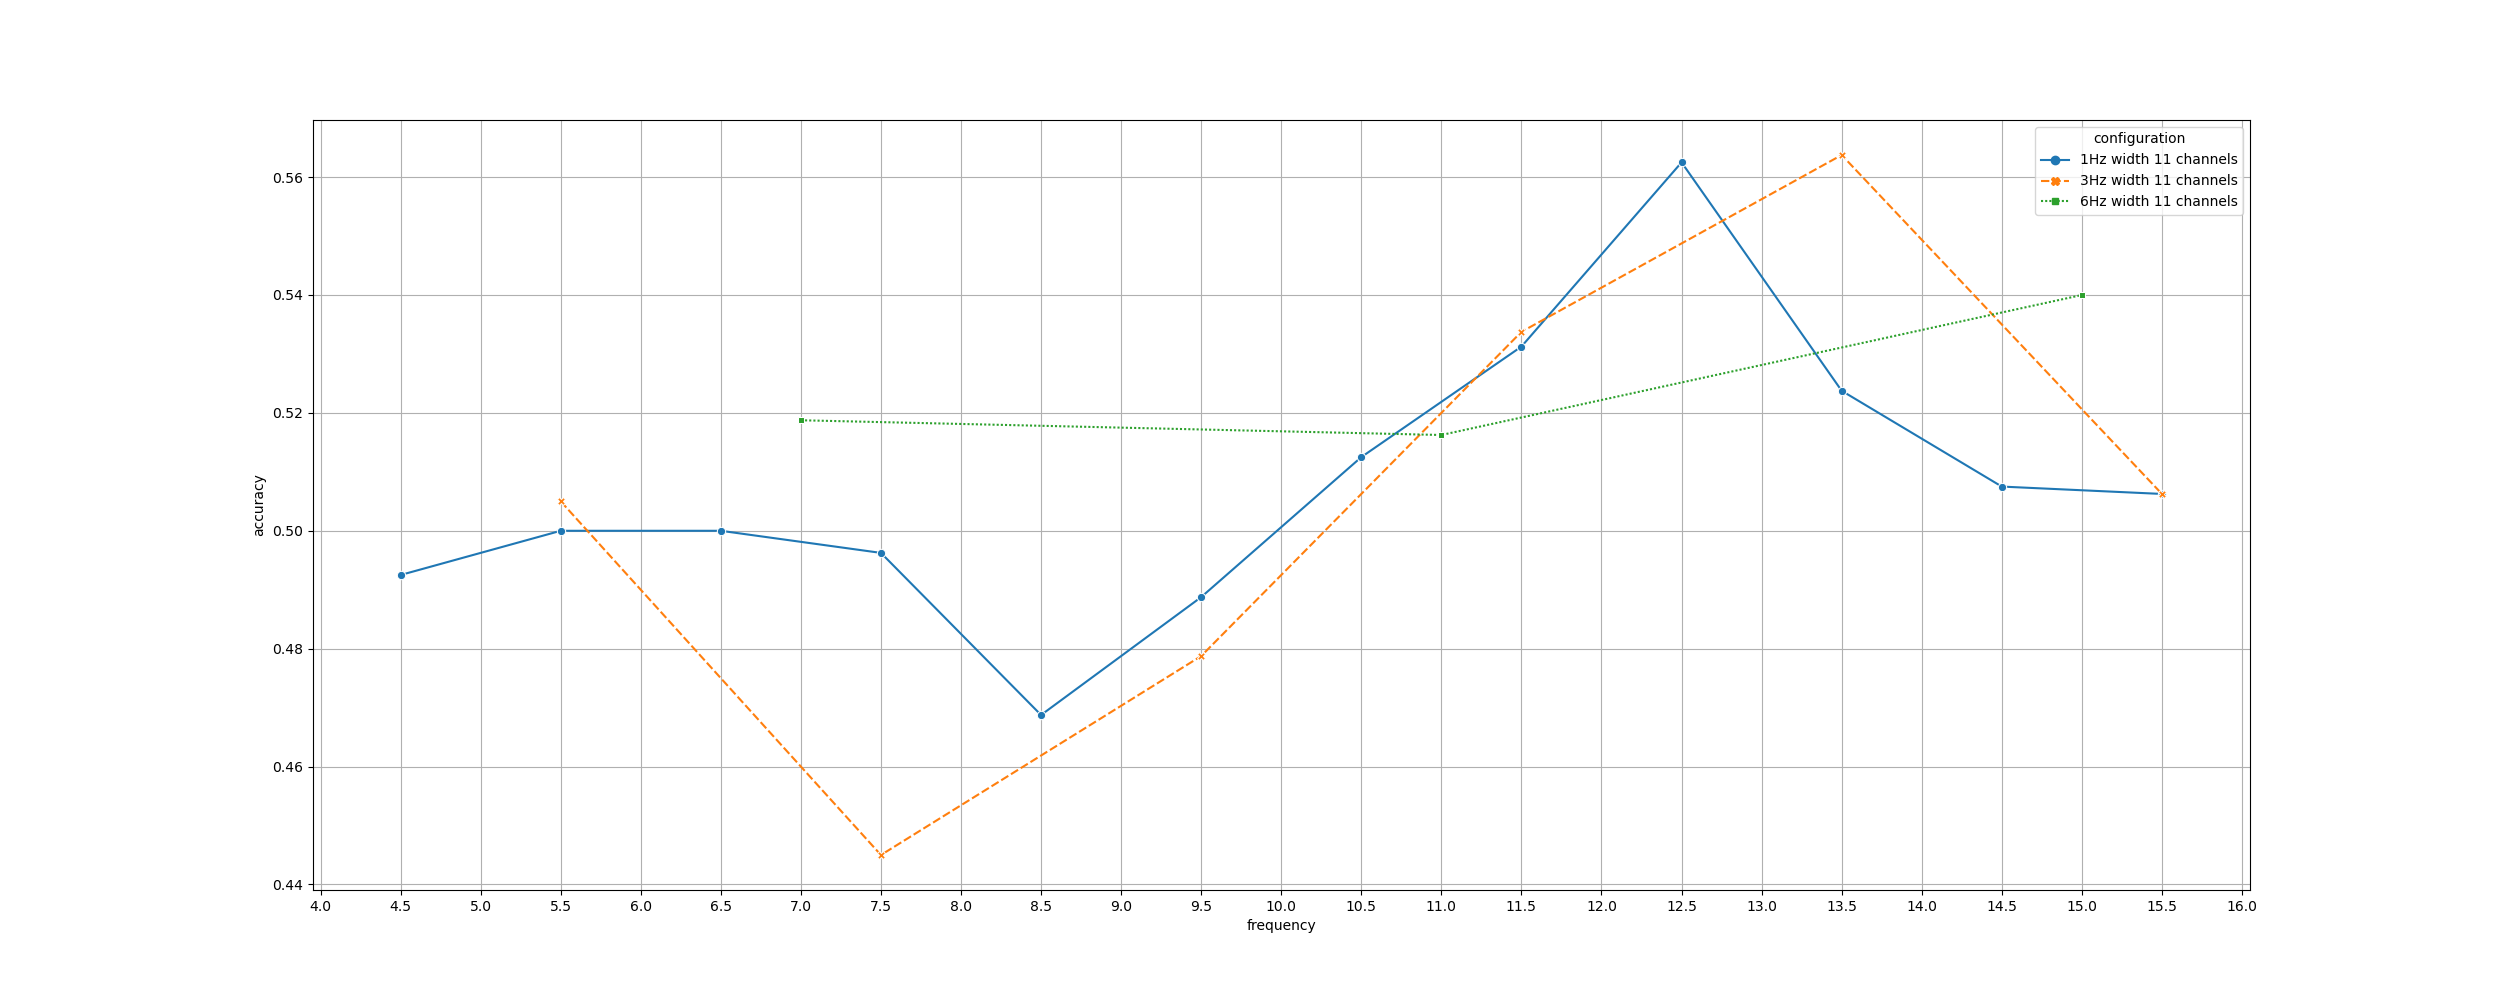 configuration
1Hz width 11 channels
3Hz width 11 channels
6Hz width 11 channels
accuracy
0.56
0.54
0.52
0.50
0.48
0.46
0.44
4.0 4.5 5.0 5.5 6.0 6.5 7.0 7.5 8.0 8.5 9.0 9.5 10.0 10.5 11.0 11.5 12.0 12.5 13.0 13.5 14.0 14.5 15.0 15.5 16.0
frequency